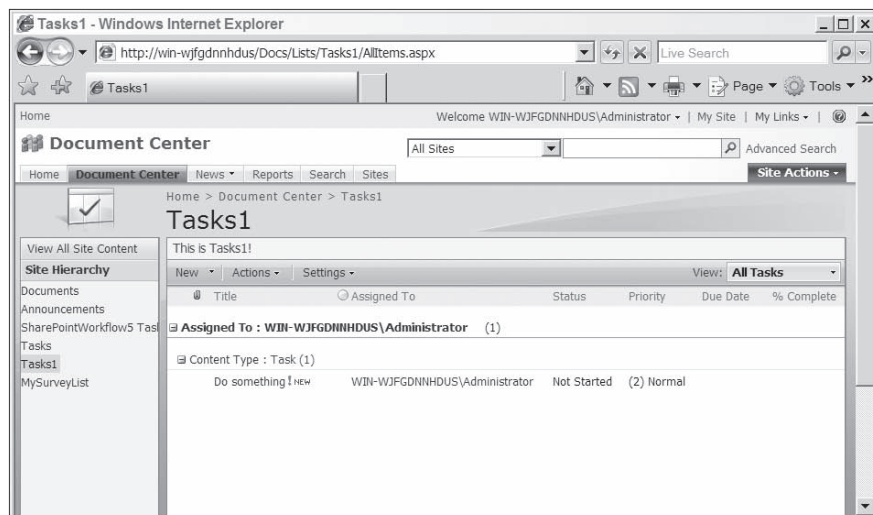 Tasks1 - Windows Internet Explorer
http://win-wjfgdnnhdus/Docs/Lists/Tasks1/AllItems.aspx
Live Search
Tasks1
Page
Tools
Home
Welcome WIN-WJFGDNNHDUS\Administrator
My Site
My Links
Document Center
All Sites
Advanced Search
Home
Document Center
News
Reports
Search
Sites
Site Actions
Home > Document Center > Tasks1
Tasks1
View All Site Content
This is Tasks1!
Site Hierarchy
New
Actions
Settings
View: All Tasks
Title
Assigned To
Status
Priority
Due Date
% Complete
Documents
Announcements
SharePointWorkflow5 Tas
Tasks
Tasks1
MySurveyList
Assigned To : WIN-WJFGDNNHDUS\Administrator (1)
Content Type : Task (1)
Do something ! NEW
WIN-WJFGDNNHDUS\Administrator
Not Started
(2) Normal